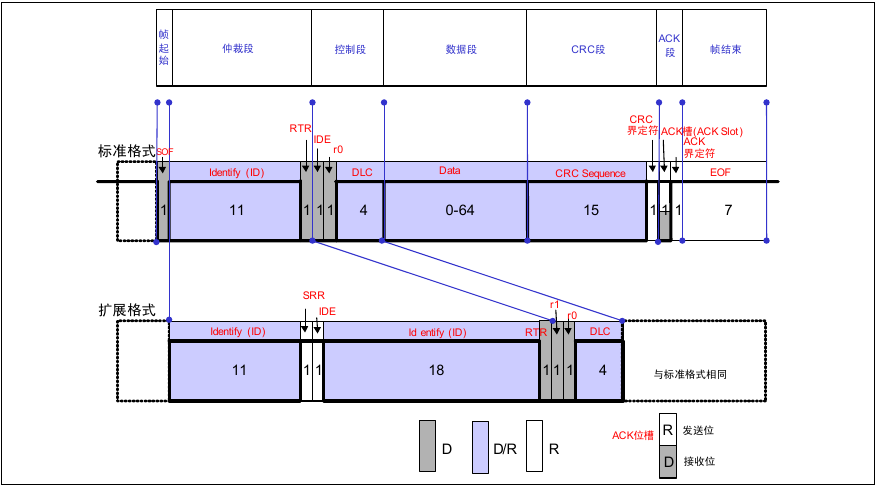 帧
起
始
仲裁段
控制段
数据段
CRC段
ACK
段
帧结束
标准格式
SOF
RTR
IDE
r0
CRC
界定符
ACK槽(ACK Slot)
ACK
界定符
Identify (ID)
DLC
Data
CRC Sequence
EOF
1
11
1
1
1
4
0-64
15
1
1
1
7
扩展格式
SRR
IDE
r1
r0
Identify (ID)
Id entify (ID)
RTR
DLC
11
1
1
18
1
1
1
4
与标准格式相同
D
D/R
R
ACK位槽
R
发送位
D
接收位